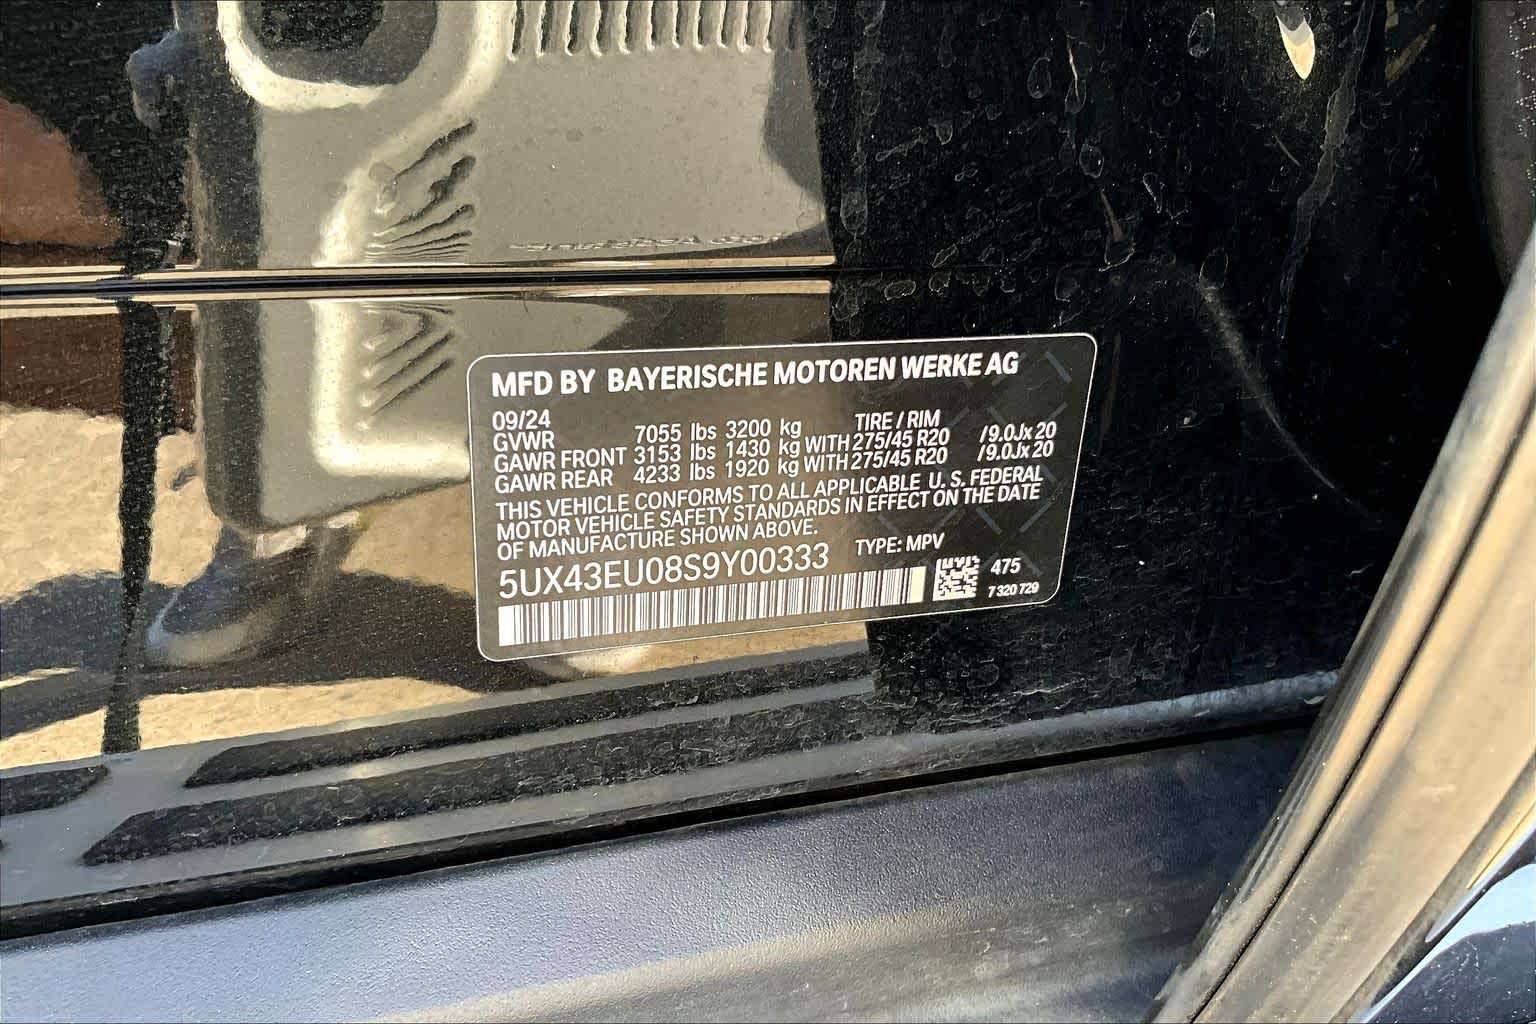 MFD BY BAYERISCHE MOTOREN WERKE AG
09/24 TIRE / RIM
GVWR 7055 lbs 3200 kg
GAWR FRONT 3153 lbs 1430 kg WITH 275/45 R20 /9.0Jx20
GAWR REAR 4233 lbs 1920 kg WITH 275/45 R20 /9.0Jx20
THIS VEHICLE CONFORMS TO ALL APPLICABLE U. S. FEDERAL
MOTOR VEHICLE SAFETY STANDARDS IN EFFECT ON THE DATE
OF MANUFACTURE SHOWN ABOVE.
5UX43EU08S9Y00333 TYPE: MPV
475
7 320 729